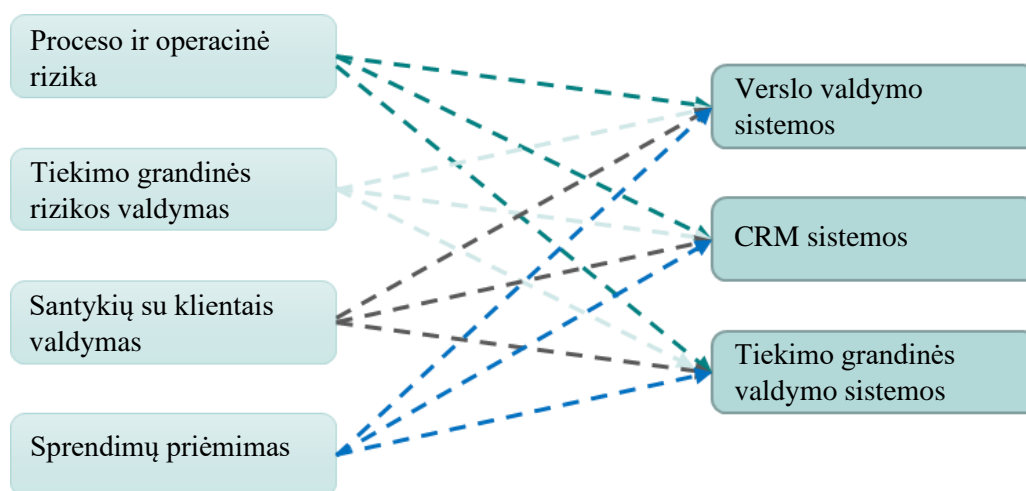 Proceso ir operacinė
rizika
Tiekimo grandinės
rizikos valdymas
Santykių su klientais
valdymas
Sprendimų priėmimas
Verslo valdymo
sistemos
CRM sistemos
Tiekimo grandinės
valdymo sistemos